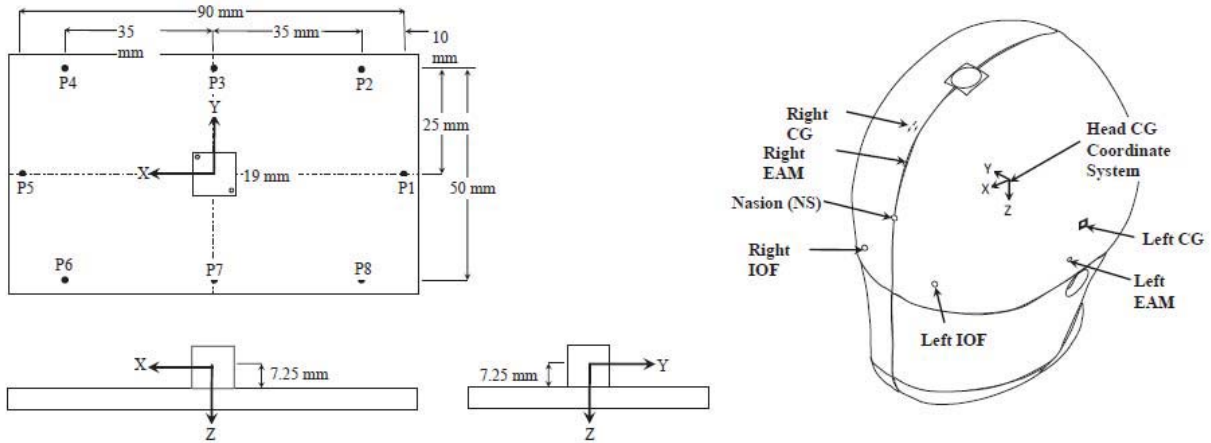 90 mm
35
mm
35 mm
10
mm
P4
P3
P2
Y
25 mm
X
19 mm
P5
P1
50 mm
P6
P7
P8
X
7.25 mm
Z
7.25 mm
Y
Z
Right
CG
Right
EAM
Nasion (NS)
Right
IOF
Left IOF
Head CG
Coordinate
System
Y
X
Z
Left CG
Left
EAM